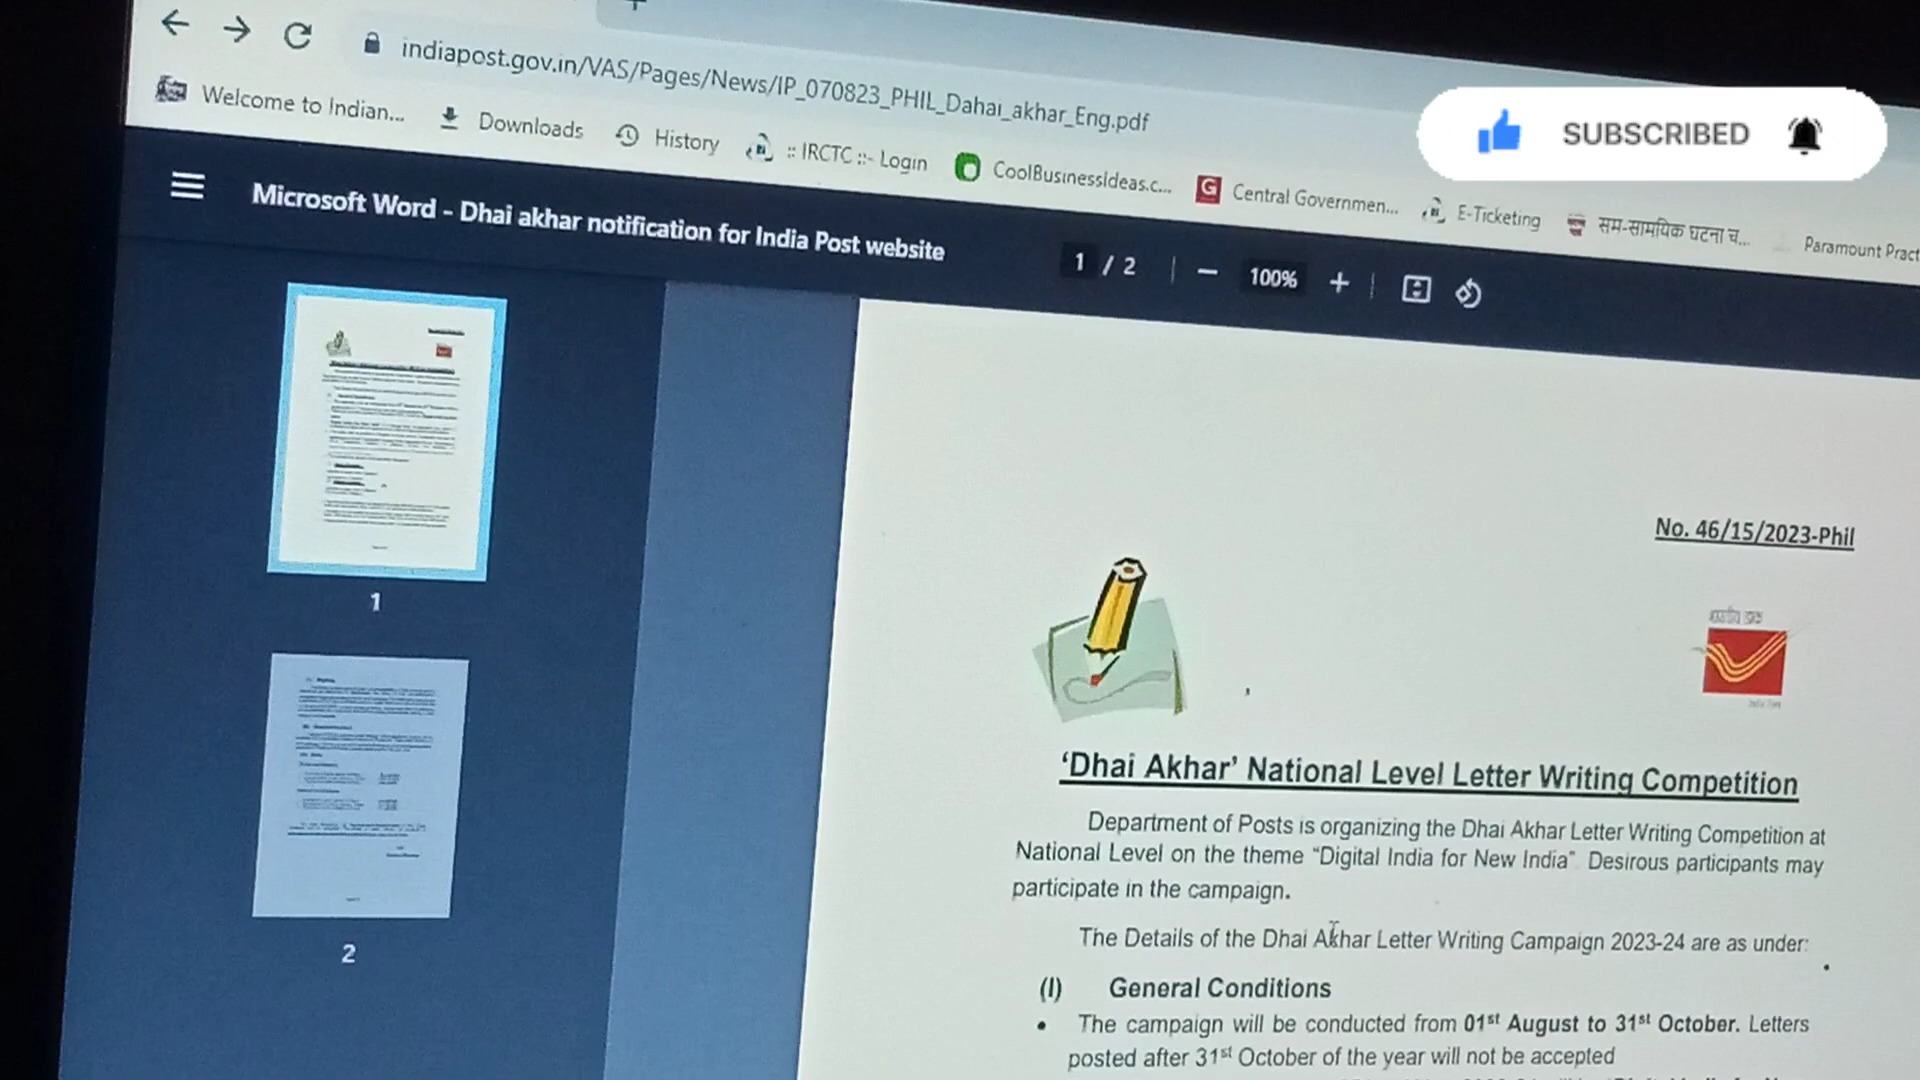 indiapost.gov.in/VAS/Pages/News/IP_070823_PHIL_Dahai_akhar_Eng.pdf
SUBSCRIBED
Welcome to Indian...
Downloads
History
:: IRCTC ::- Login
CoolBusinessIdeas.c...
Central Governmen...
E-Ticketing
सम-सामयिक घटना च...
Paramount Pract
Microsoft Word - Dhai akhar notification for India Post website
1 / 2
100%
No. 46/15/2023-Phil
1
‘Dhai Akhar’ National Level Letter Writing Competition
Department of Posts is organizing the Dhai Akhar Letter Writing Competition at
National Level on the theme “Digital India for New India” Desirous participants may
participate in the campaign.
The Details of the Dhai Akhar Letter Writing Campaign 2023-24 are as under:
2
(I) General Conditions
• The campaign will be conducted from 01st August to 31st October. Letters
posted after 31st October of the year will not be accepted